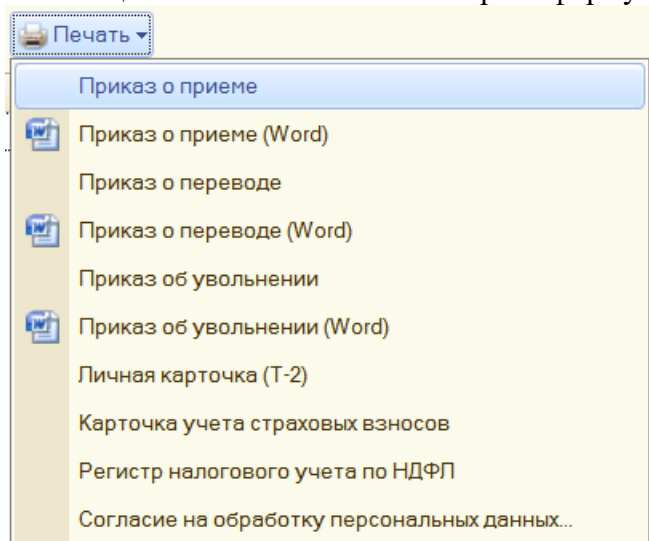 Печать
Приказ о приеме
Приказ о приеме (Word)
Приказ о переводе
Приказ о переводе (Word)
Приказ об увольнении
Приказ об увольнении (Word)
Личная карточка (Т-2)
Карточка учета страховых взносов
Регистр налогового учета по НДФЛ
Согласие на обработку персональных данных...